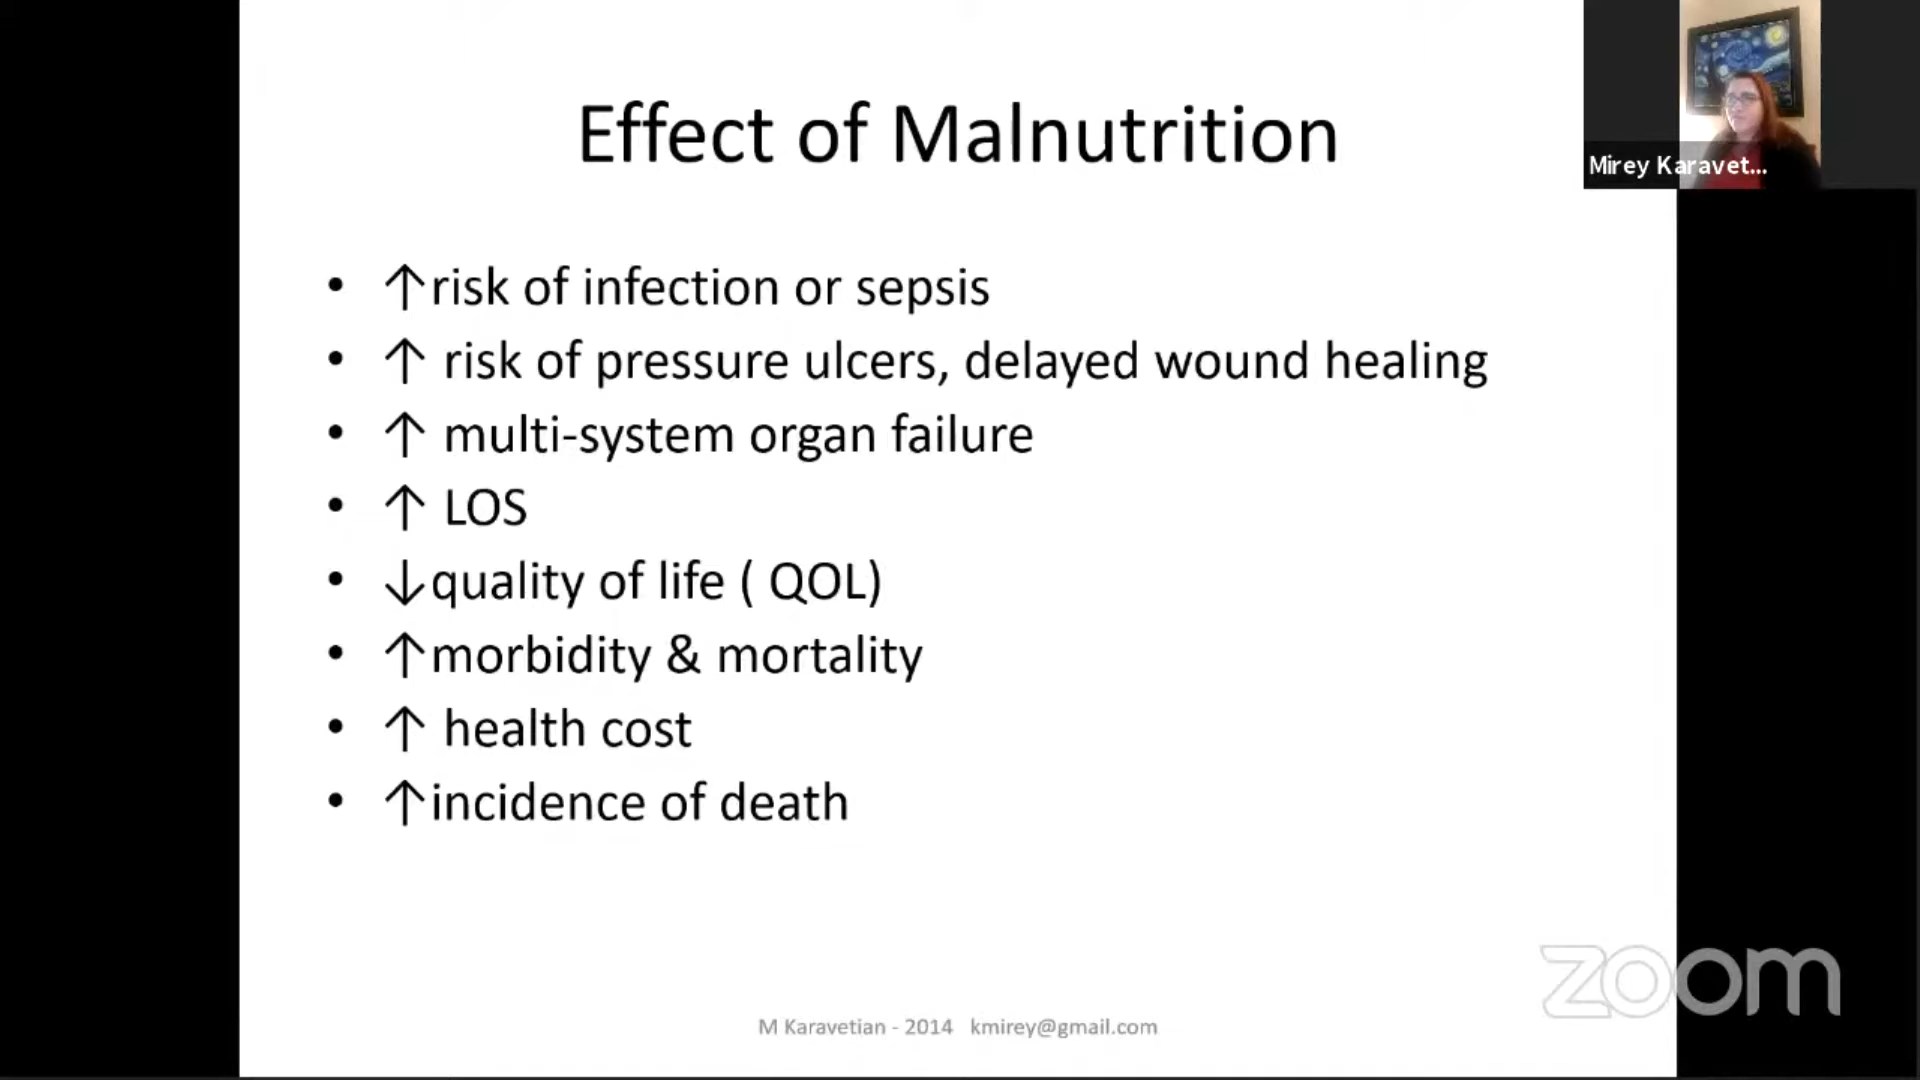 Effect of Malnutrition
Mirey Karavet...
• ↑risk of infection or sepsis
• ↑ risk of pressure ulcers, delayed wound healing
• ↑ multi-system organ failure
• ↑ LOS
• ↓quality of life ( QOL)
• ↑morbidity & mortality
• ↑ health cost
• ↑incidence of death
zoom
M Karavetian - 2014 kmirey@gmail.com